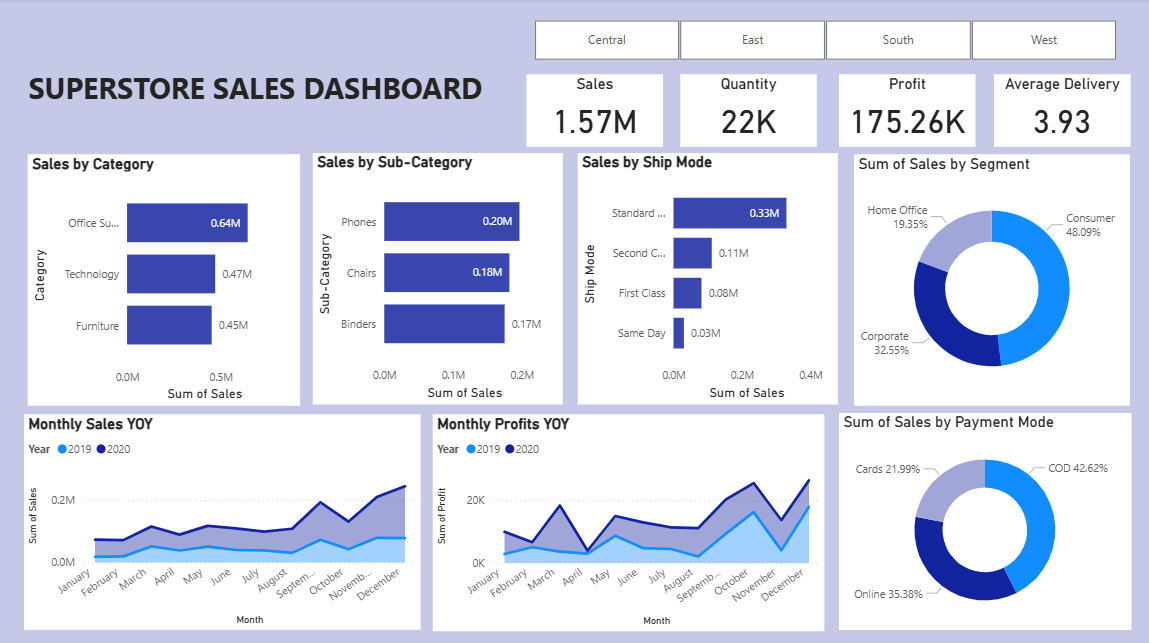 Central
East
South
West
SUPERSTORE SALES DASHBOARD
Sales
1.57M
Quantity
22K
Profit
175.26K
Average Delivery
3.93
Sales by Category
Category
Office Su...
0.64M
Technology
0.47M
Furniture
0.45M
0.0M
0.5M
Sum of Sales
Sales by Sub-Category
Sub-Category
Phones
0.20M
Chairs
0.18M
Binders
0.17M
0.0M
0.1M
0.2M
Sum of Sales
Sales by Ship Mode
Ship Mode
Standard ...
0.33M
Second C...
0.11M
First Class
0.08M
Same Day
0.03M
0.0M
0.2M
0.4M
Sum of Sales
Sum of Sales by Segment
Home Office
19.35%
Consumer
48.09%
Corporate
32.55%
Monthly Sales YOY
Year 2019 2020
Sum of Sales
0.2M
0.0M
January
February
March
April
May
June
July
August
Septem...
October
Novemb...
December
Month
Monthly Profits YOY
Year 2019 2020
Sum of Profit
20K
0K
January
February
March
April
May
June
July
August
Septemb...
October
November
December
Month
Sum of Sales by Payment Mode
Cards 21.99%
COD 42.62%
Online 35.38%